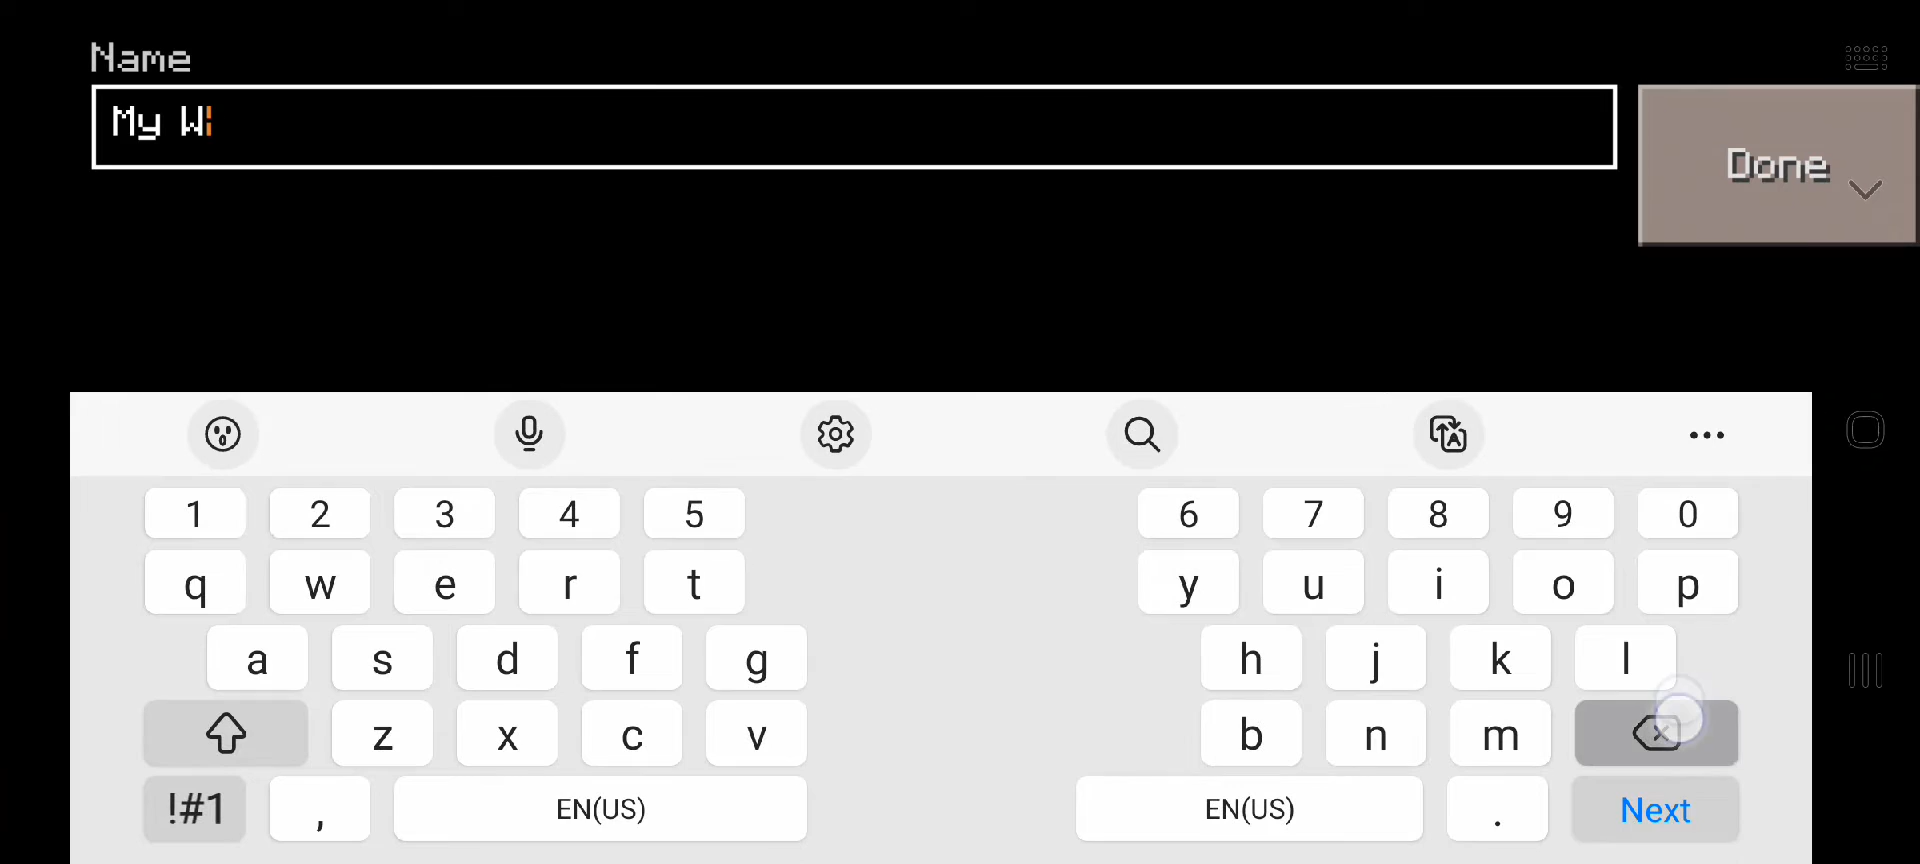 Name
My W
Done
1 2 3 4 5 6 7 8 9 0
q w e r t y u i o p
a s d f g h j k l
z x c v b n m
!#1 , EN(US) EN(US) . Next